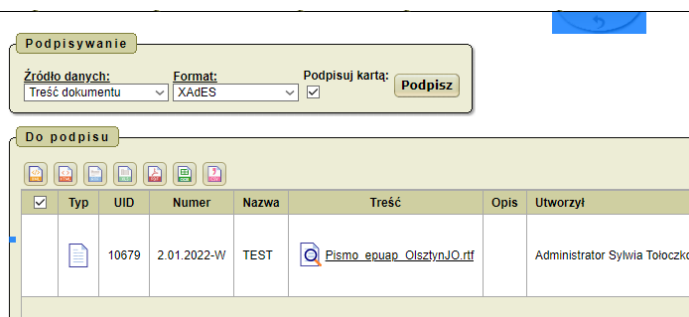 Podpisywanie
Źródło danych: Format: Podpisuj kartą:
Treść dokumentu XAdES Podpisz
Do podpisu
Typ UID Numer Nazwa Treść Opis Utworzył
10679 2.01.2022-W TEST Pismo_epuap_OlsztynJO.rtf Administrator Sylwia Tołoczko